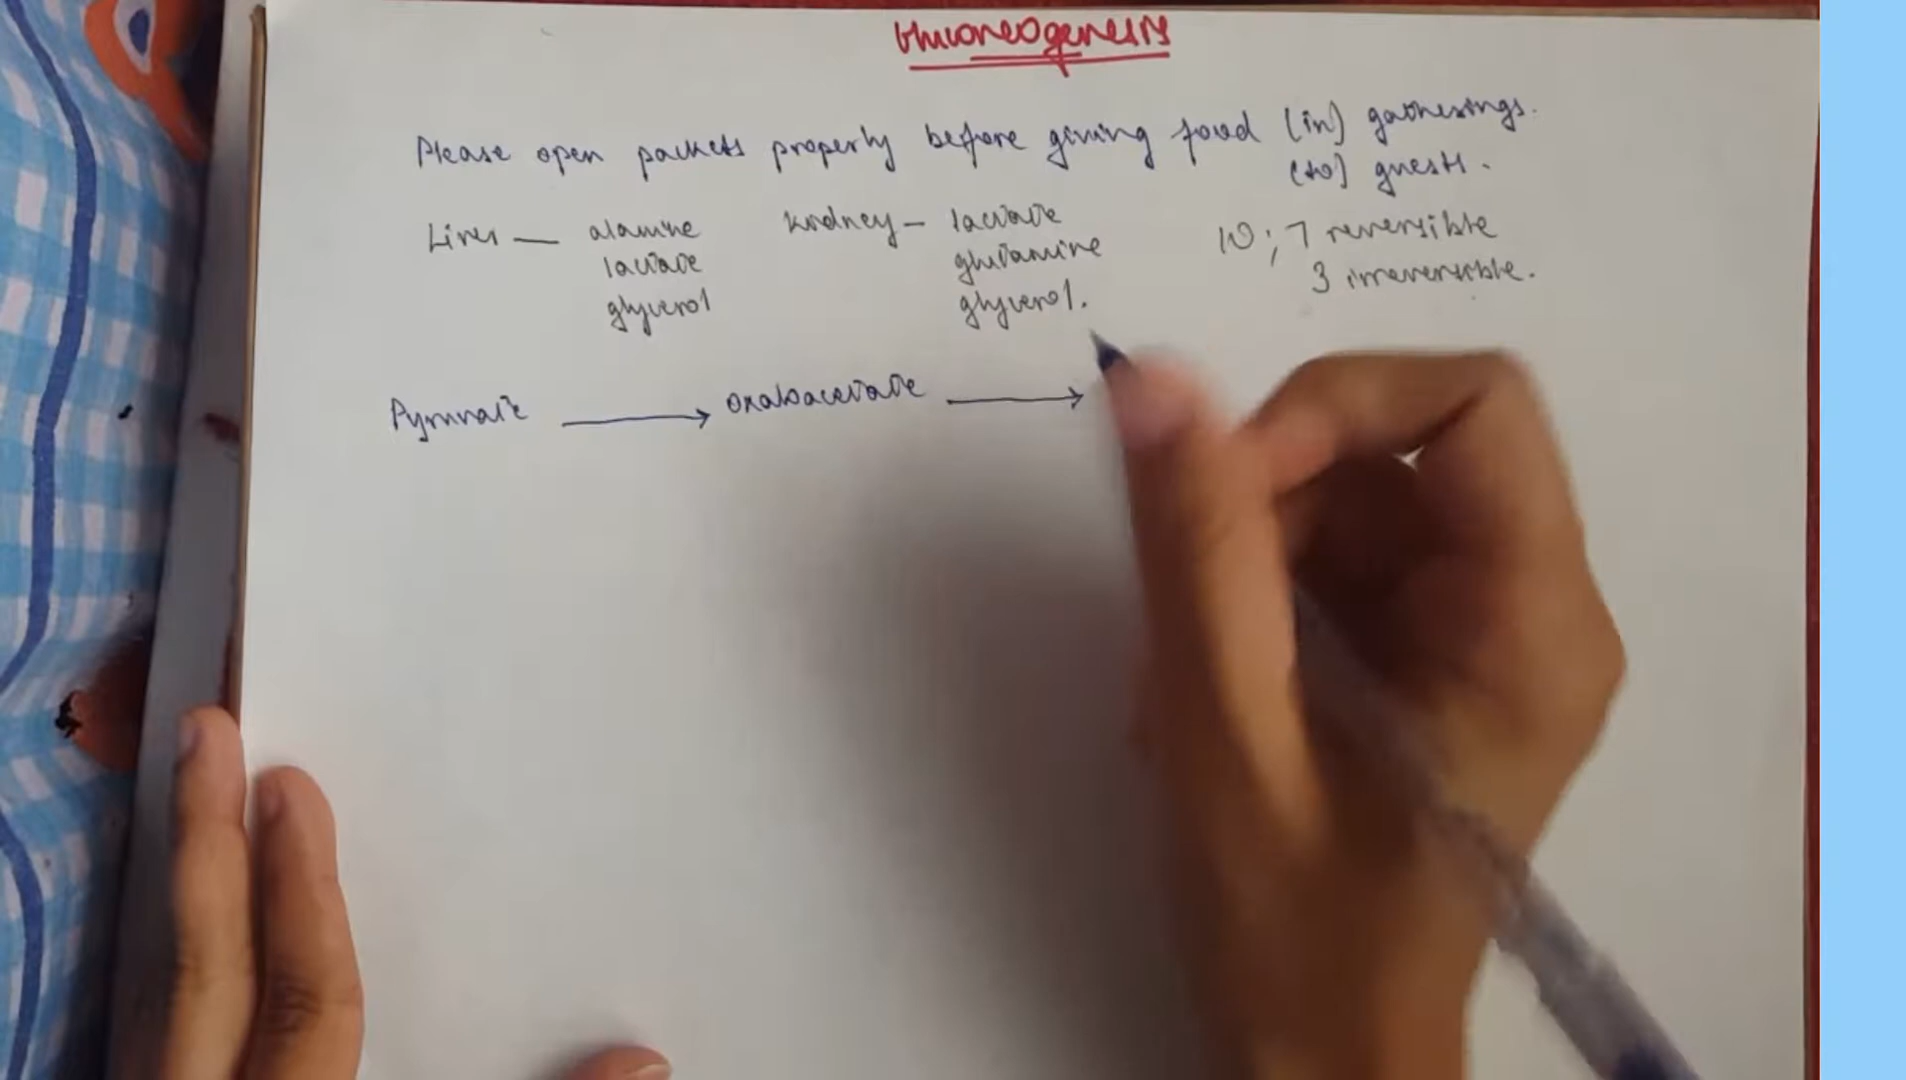 Gluconeogenesis
Please open packets properly before giving food (in) gatherings.
(to) guests.
Liver — alanine
lactate
glycerol
Kidney — lactate
glutamine
glycerol.
10; 7 reversible
3 irreversible.
Pyruvate → oxaloacetate →